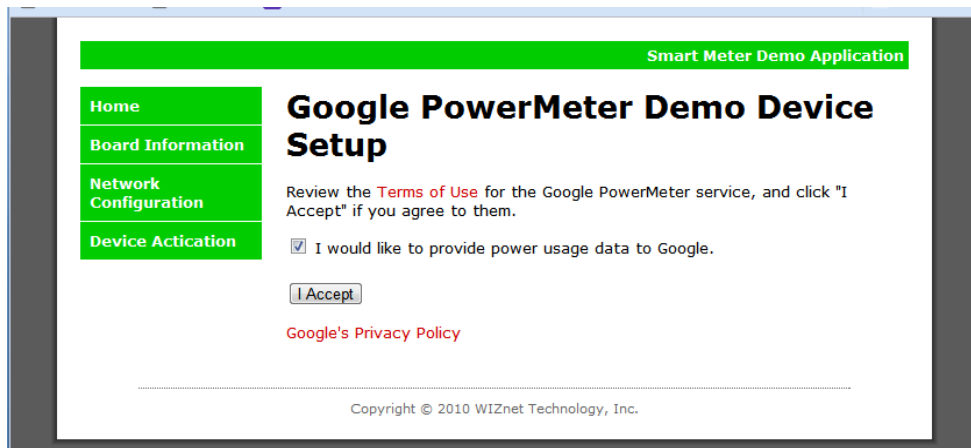 Smart Meter Demo Application
Home
Board Information
Network
Configuration
Device Actication
Google PowerMeter Demo Device
Setup
Review the Terms of Use for the Google PowerMeter service, and click "I
Accept" if you agree to them.
I would like to provide power usage data to Google.
I Accept
Google's Privacy Policy
Copyright © 2010 WIZnet Technology, Inc.